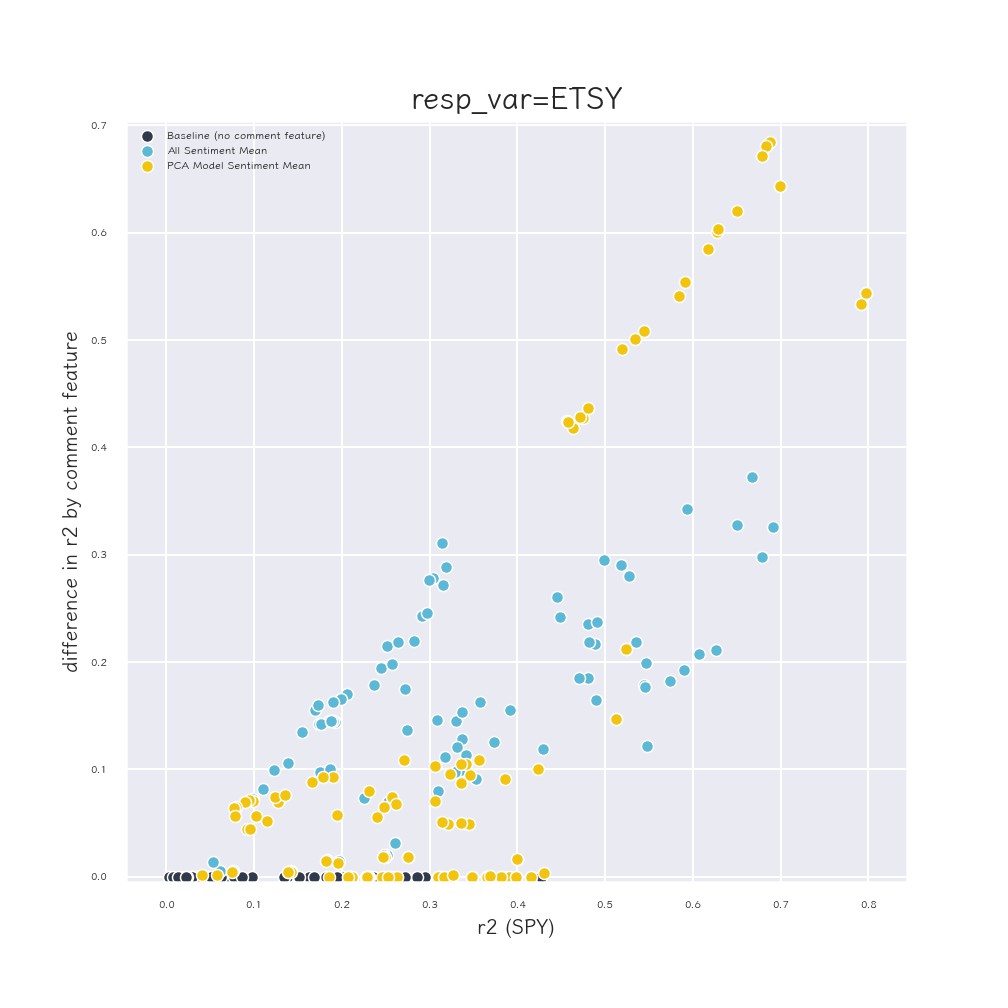 resp_var=ETSY
Baseline (no comment feature)
All Sentiment Mean
PCA Model Sentiment Mean
difference in r2 by comment feature
0.7
0.6
0.5
0.4
0.3
0.2
0.1
0.0
0.0 0.1 0.2 0.3 0.4 0.5 0.6 0.7 0.8
r2 (SPY)